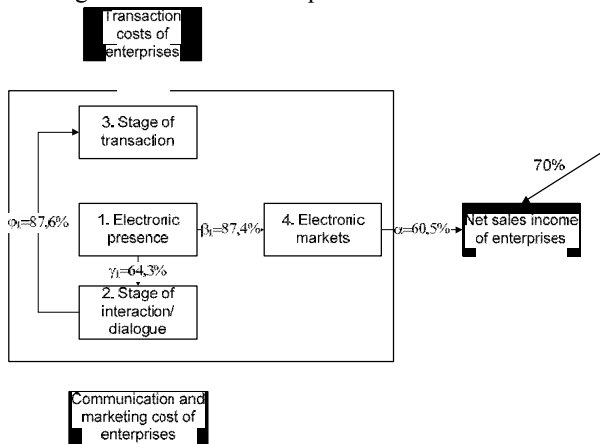 Transaction
costs of
enterprises
3. Stage of
transaction
70%
φ₁=87,6%
1. Electronic
presence
β₁=87,4%
4. Electronic
markets
α=60,5%
Net sales income
of enterprises
γ₁=64,3%
2. Stage of
interaction/
dialogue
Communication and
marketing cost of
enterprises